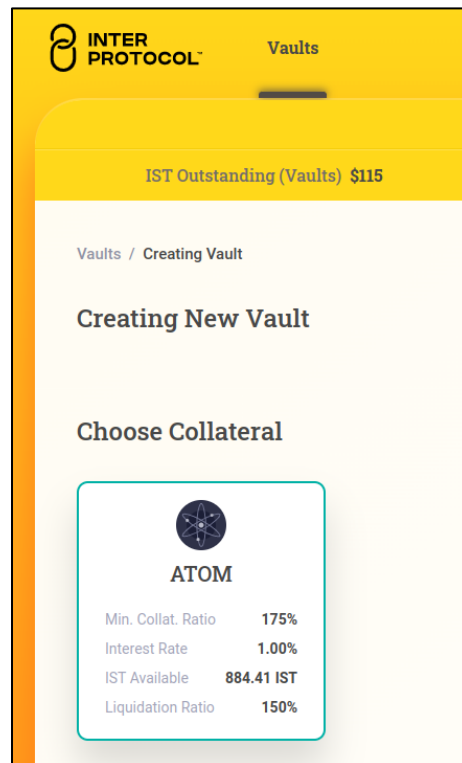 INTER
PROTOCOL™
Vaults
IST Outstanding (Vaults) $115
Vaults / Creating Vault
Creating New Vault
Choose Collateral
ATOM
Min. Collat. Ratio 175%
Interest Rate 1.00%
IST Available 884.41 IST
Liquidation Ratio 150%